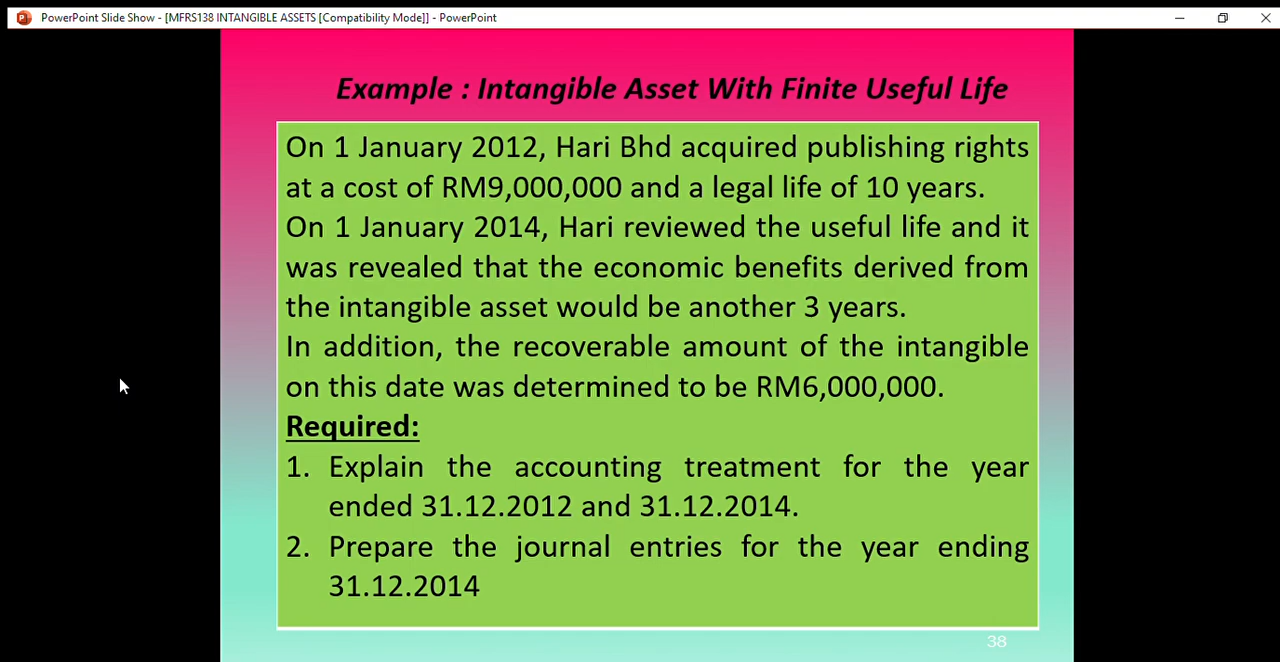 PowerPoint Slide Show - [MFRS138 INTANGIBLE ASSETS [Compatibility Mode]] - PowerPoint
Example : Intangible Asset With Finite Useful Life
On 1 January 2012, Hari Bhd acquired publishing rights
at a cost of RM9,000,000 and a legal life of 10 years.
On 1 January 2014, Hari reviewed the useful life and it
was revealed that the economic benefits derived from
the intangible asset would be another 3 years.
In addition, the recoverable amount of the intangible
on this date was determined to be RM6,000,000.
Required:
1. Explain the accounting treatment for the year
ended 31.12.2012 and 31.12.2014.
2. Prepare the journal entries for the year ending
31.12.2014
38